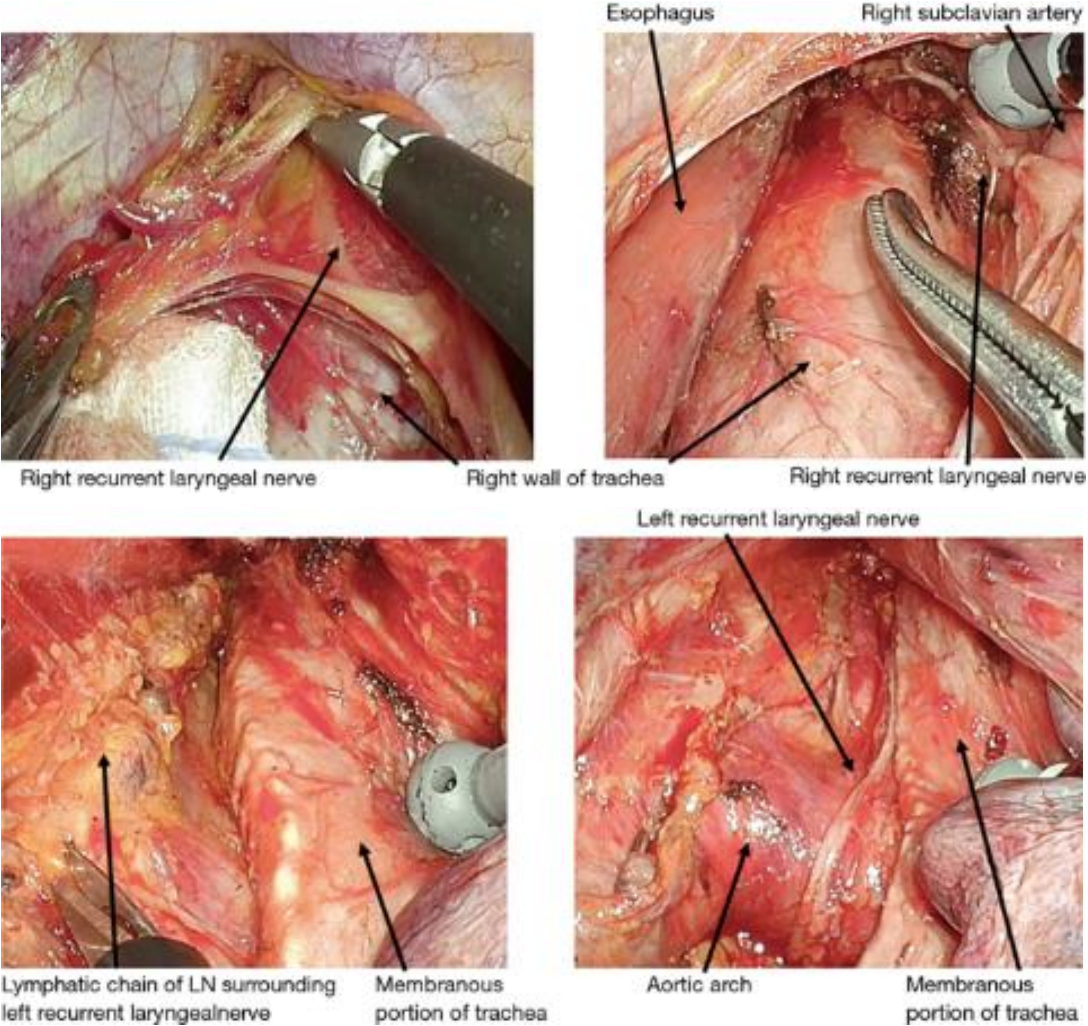 Esophagus
Right subclavian artery
Right recurrent laryngeal nerve
Right wall of trachea
Right recurrent laryngeal nerve
Left recurrent laryngeal nerve
Lymphatic chain of LN surrounding
left recurrent laryngealnerve
Membranous
portion of trachea
Aortic arch
Membranous
portion of trachea